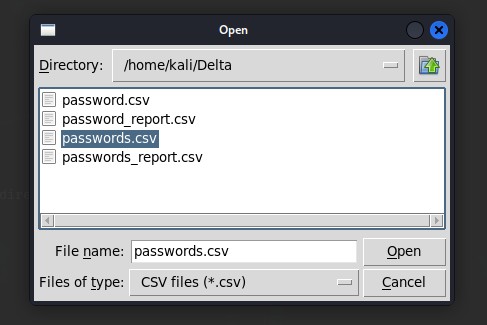 Open
Directory: /home/kali/Delta
password.csv
password_report.csv
passwords.csv
passwords_report.csv
File name: passwords.csv Open
Files of type: CSV files (*.csv) Cancel